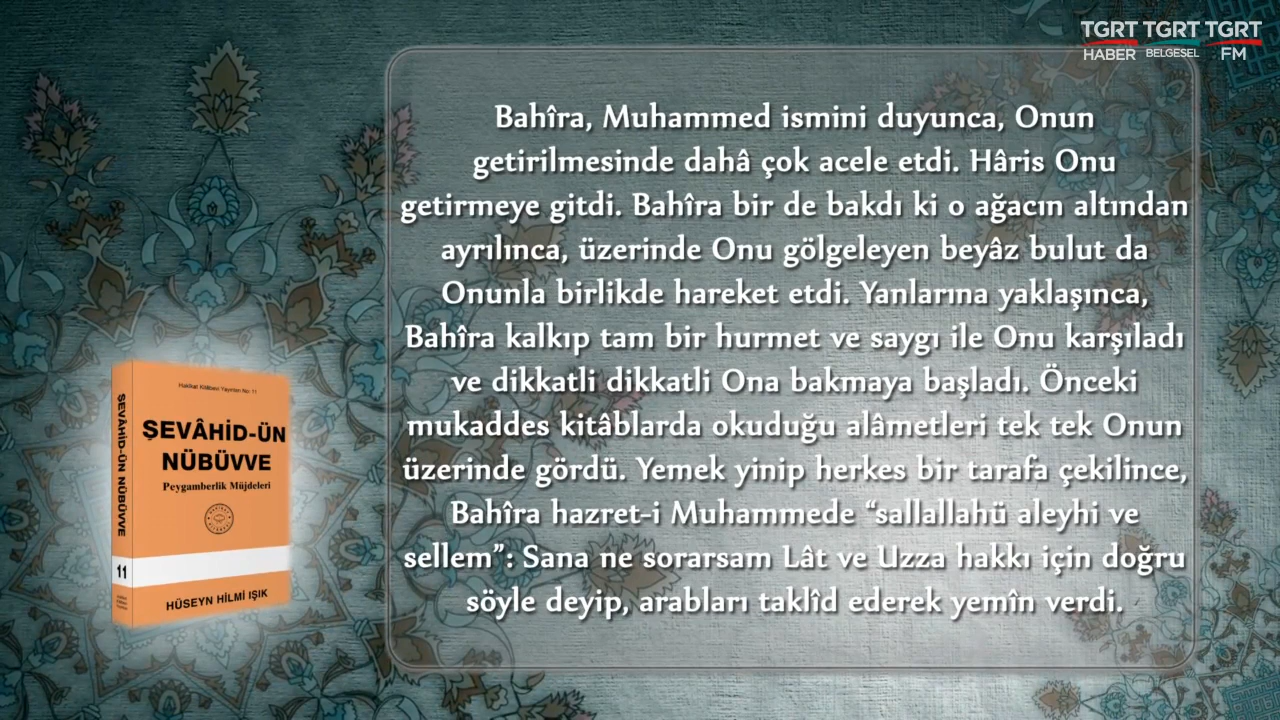 TGRT TGRT TGRT
HABER BELGESEL FM
Bahîra, Muhammed ismini duyunca, Onun
getirilmesinde dahâ çok acele etdi. Hâris Onu
getirmeye gitdi. Bahîra bir de bakdı ki o ağacın altından
ayrılınca, üzerinde Onu gölgeleyen beyâz bulut da
Onunla birlikde hareket etdi. Yanlarına yaklaşınca,
Bahîra kalkıp tam bir hurmet ve saygı ile Onu karşıladı
ve dikkatli dikkatli Ona bakmaya başladı. Önceki
mukaddes kitâblarda okuduğu alâmetleri tek tek Onun
üzerinde gördü. Yemek yinip herkes bir tarafa çekilince,
Bahîra hazret-i Muhammede “sallallahü aleyhi ve
sellem”: Sana ne sorarsam Lât ve Uzza hakkı için doğru
söyle deyip, arabları taklîd ederek yemîn verdi.
Hakîkat Kitâbevi Yayınları No: 11
ŞEVÂHİD-ÜN
NÜBÜVVE
Peygamberlik Müjdeleri
HÜSEYN HİLMİ IŞIK
ŞEVÂHİD-ÜN NÜBÜVVE
11